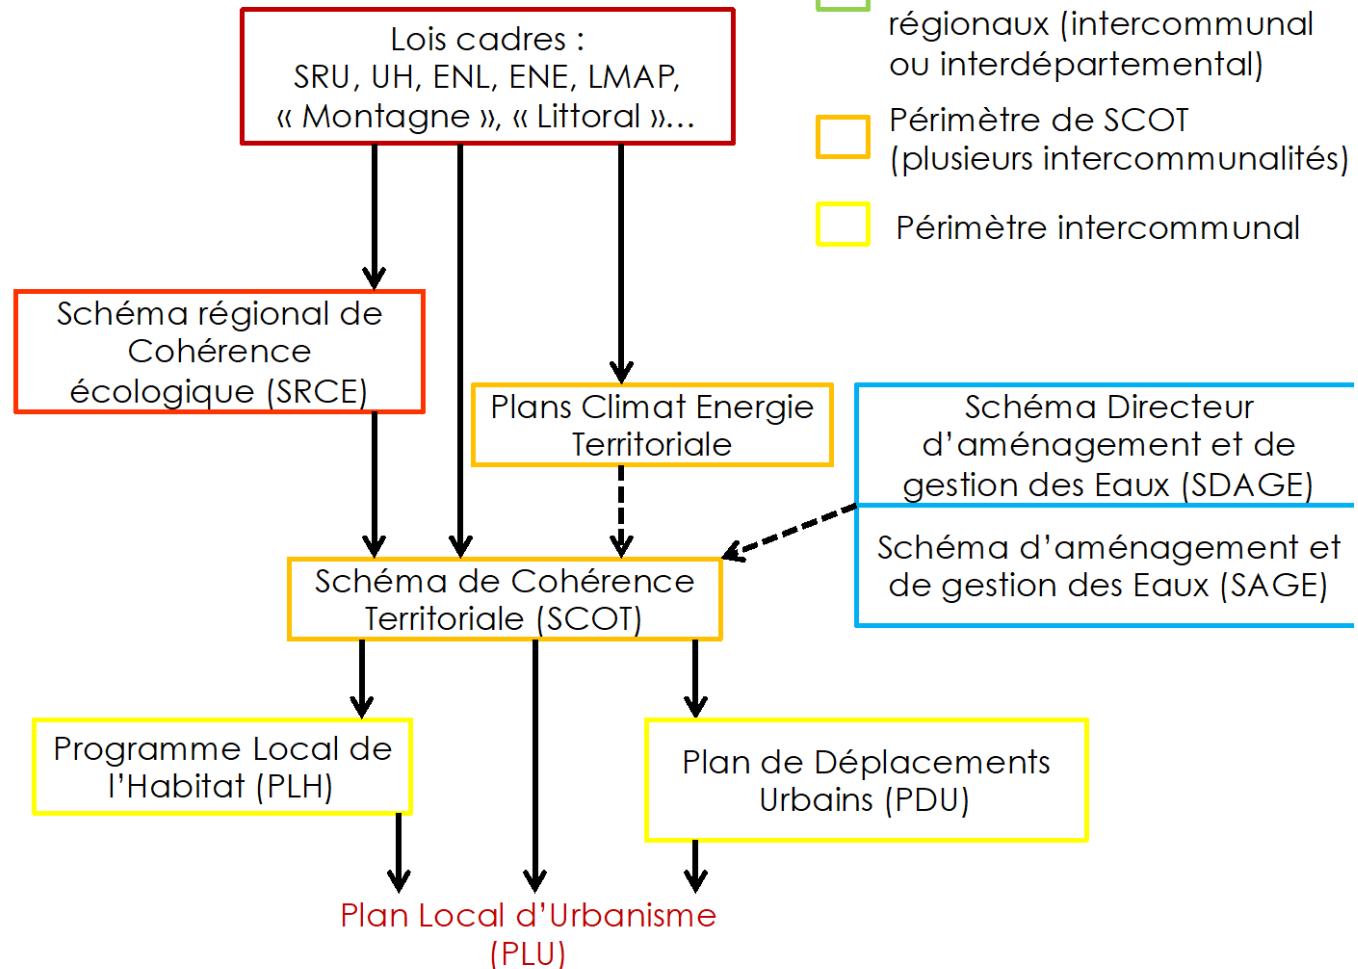 régionaux (intercommunal
ou interdépartemental)
Périmètre de SCOT
(plusieurs intercommunalités)
Périmètre intercommunal
Lois cadres :
SRU, UH, ENL, ENE, LMAP,
« Montagne », « Littoral »...
Schéma régional de
Cohérence
écologique (SRCE)
Plans Climat Energie
Territoriale
Schéma Directeur
d'aménagement et de
gestion des Eaux (SDAGE)
Schéma d'aménagement et
de gestion des Eaux (SAGE)
Schéma de Cohérence
Territoriale (SCOT)
Programme Local de
l'Habitat (PLH)
Plan de Déplacements
Urbains (PDU)
Plan Local d'Urbanisme
(PLU)